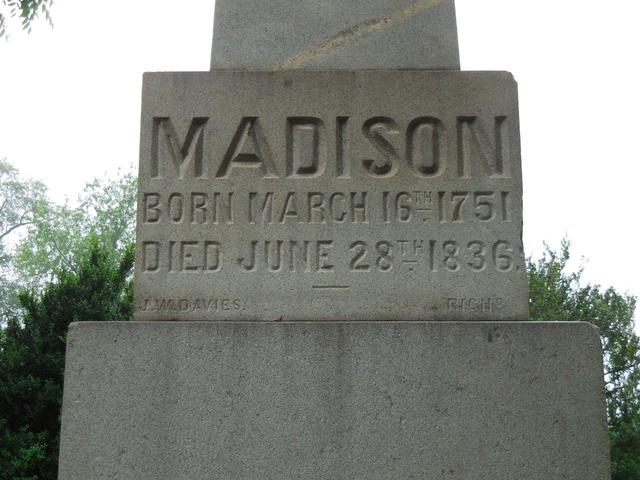 MADISON
BORN MARCH 16TH 1751
DIED JUNE 28TH 1836.
J.W. DAVIES. RICHD